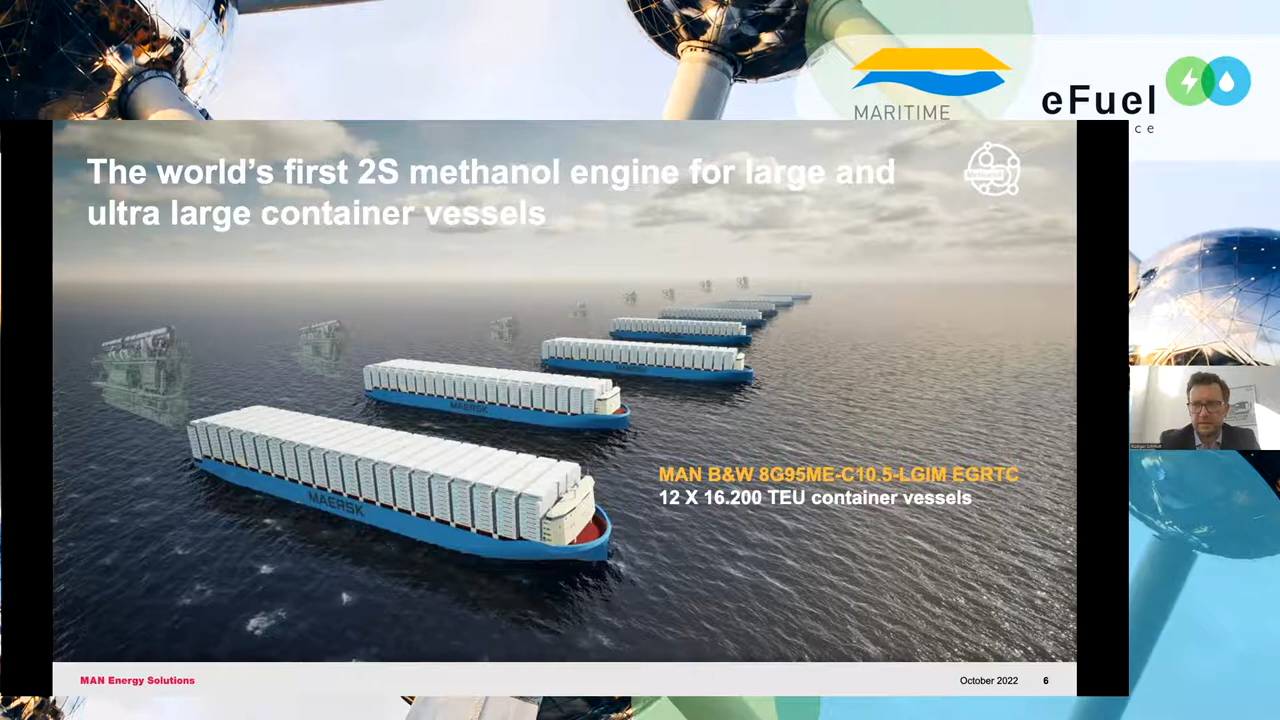 MARITIME
eFuel
ce
The world's first 2S methanol engine for large and
ultra large container vessels
MAERSK
MAERSK
MAERSK
MAN B&W 8G95ME-C10.5-LGIM EGRTC
12 X 16.200 TEU container vessels
MAN Energy Solutions
October 2022 6